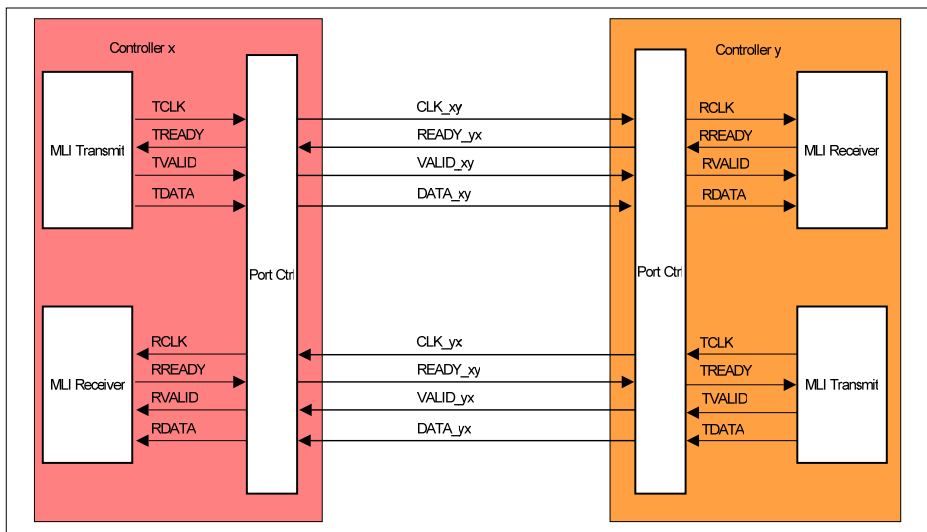 Controller x
Controller y
MLI Transmit
TCLK
TREADY
TVALID
TDATA
Port Ctrl
CLK_xy
READY_yx
VALID_xy
DATA_xy
Port Ctrl
RCLK
RREADY
RVALID
RDATA
MLI Receiver
MLI Receiver
RCLK
RREADY
RVALID
RDATA
CLK_yx
READY_xy
VALID_yx
DATA_yx
TCLK
TREADY
TVALID
TDATA
MLI Transmit